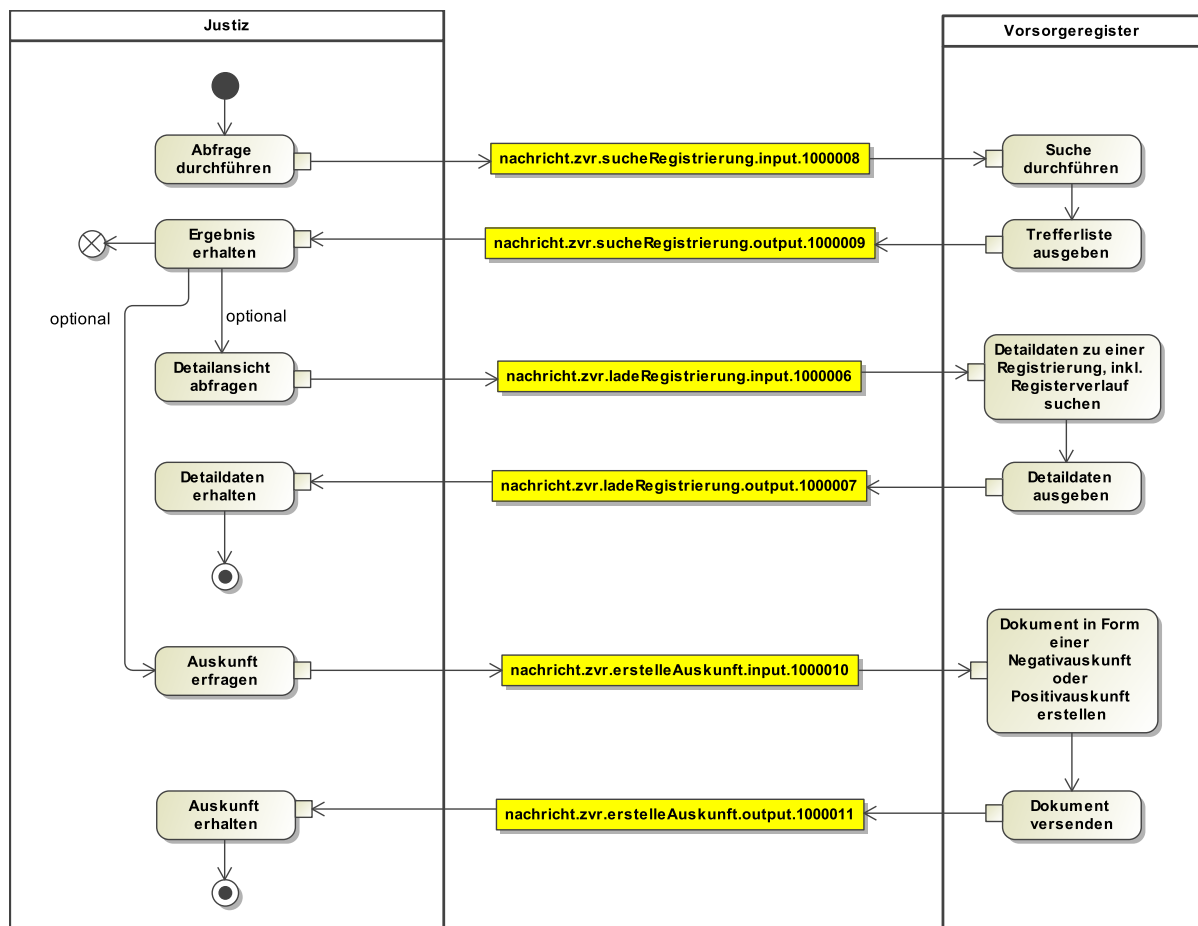 Justiz
Vorsorgeregister
Abfrage
durchführen
nachricht.zvr.sucheRegistrierung.input.1000008
Suche
durchführen
Ergebnis
erhalten
nachricht.zvr.sucheRegistrierung.output.1000009
Trefferliste
ausgeben
optional
optional
Detailansicht
abfragen
nachricht.zvr.ladeRegistrierung.input.1000006
Detaildaten zu einer
Registrierung, inkl.
Registerverlauf
suchen
Detaildaten
erhalten
nachricht.zvr.ladeRegistrierung.output.1000007
Detaildaten
ausgeben
Auskunft
erfragen
nachricht.zvr.erstelleAuskunft.input.1000010
Dokument in Form
einer
Negativauskunft
oder
Positivauskunft
erstellen
Auskunft
erhalten
nachricht.zvr.erstelleAuskunft.output.1000011
Dokument
versenden